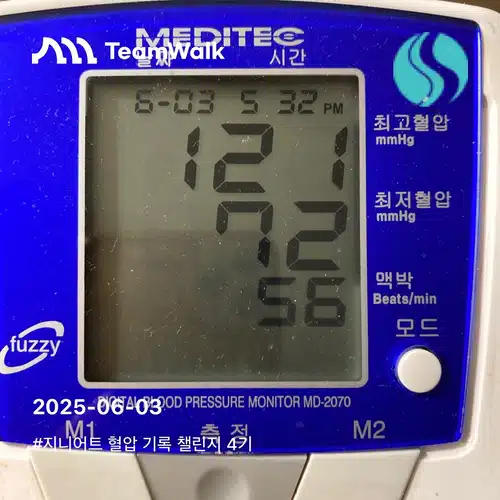 MEDITEC
TeamWalk
날짜 시간
6-03 5 32 PM
121
최고혈압
mmHg
72
최저혈압
mmHg
56
맥박
Beats/min
모드
fuzzy
DIGITAL BLOOD PRESSURE MONITOR MD-2070
2025-06-03
M1 측정 M2
#지니어트 혈압 기록 챌린지 4기